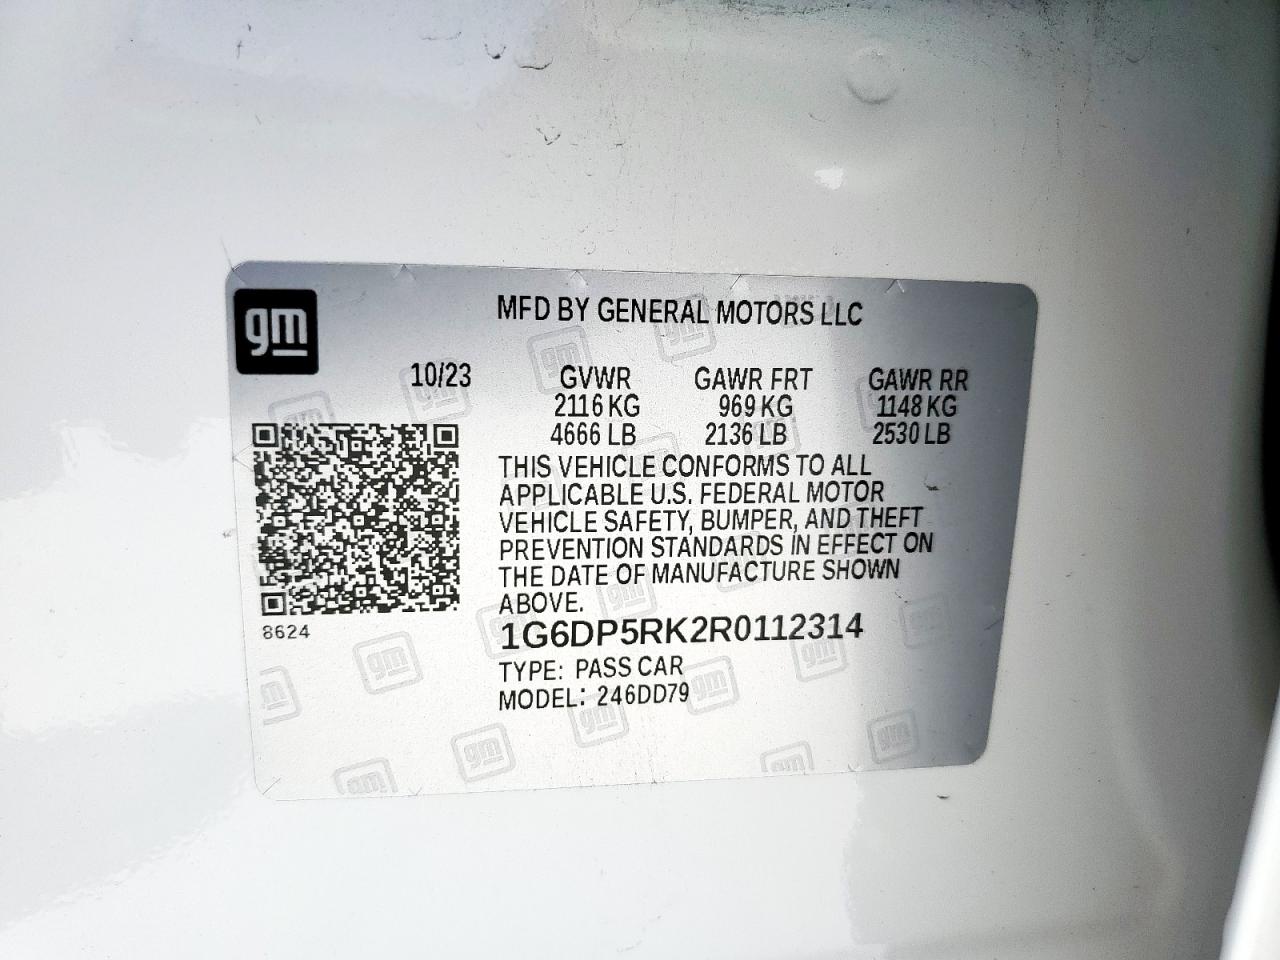 gm
MFD BY GENERAL MOTORS LLC
10/23 GVWR GAWR FRT GAWR RR
2116 KG 969 KG 1148 KG
4666 LB 2136 LB 2530 LB
THIS VEHICLE CONFORMS TO ALL
APPLICABLE U.S. FEDERAL MOTOR
VEHICLE SAFETY, BUMPER, AND THEFT
PREVENTION STANDARDS IN EFFECT ON
THE DATE OF MANUFACTURE SHOWN
ABOVE.
8624
1G6DP5RK2R0112314
TYPE: PASS CAR
MODEL: 246DD79